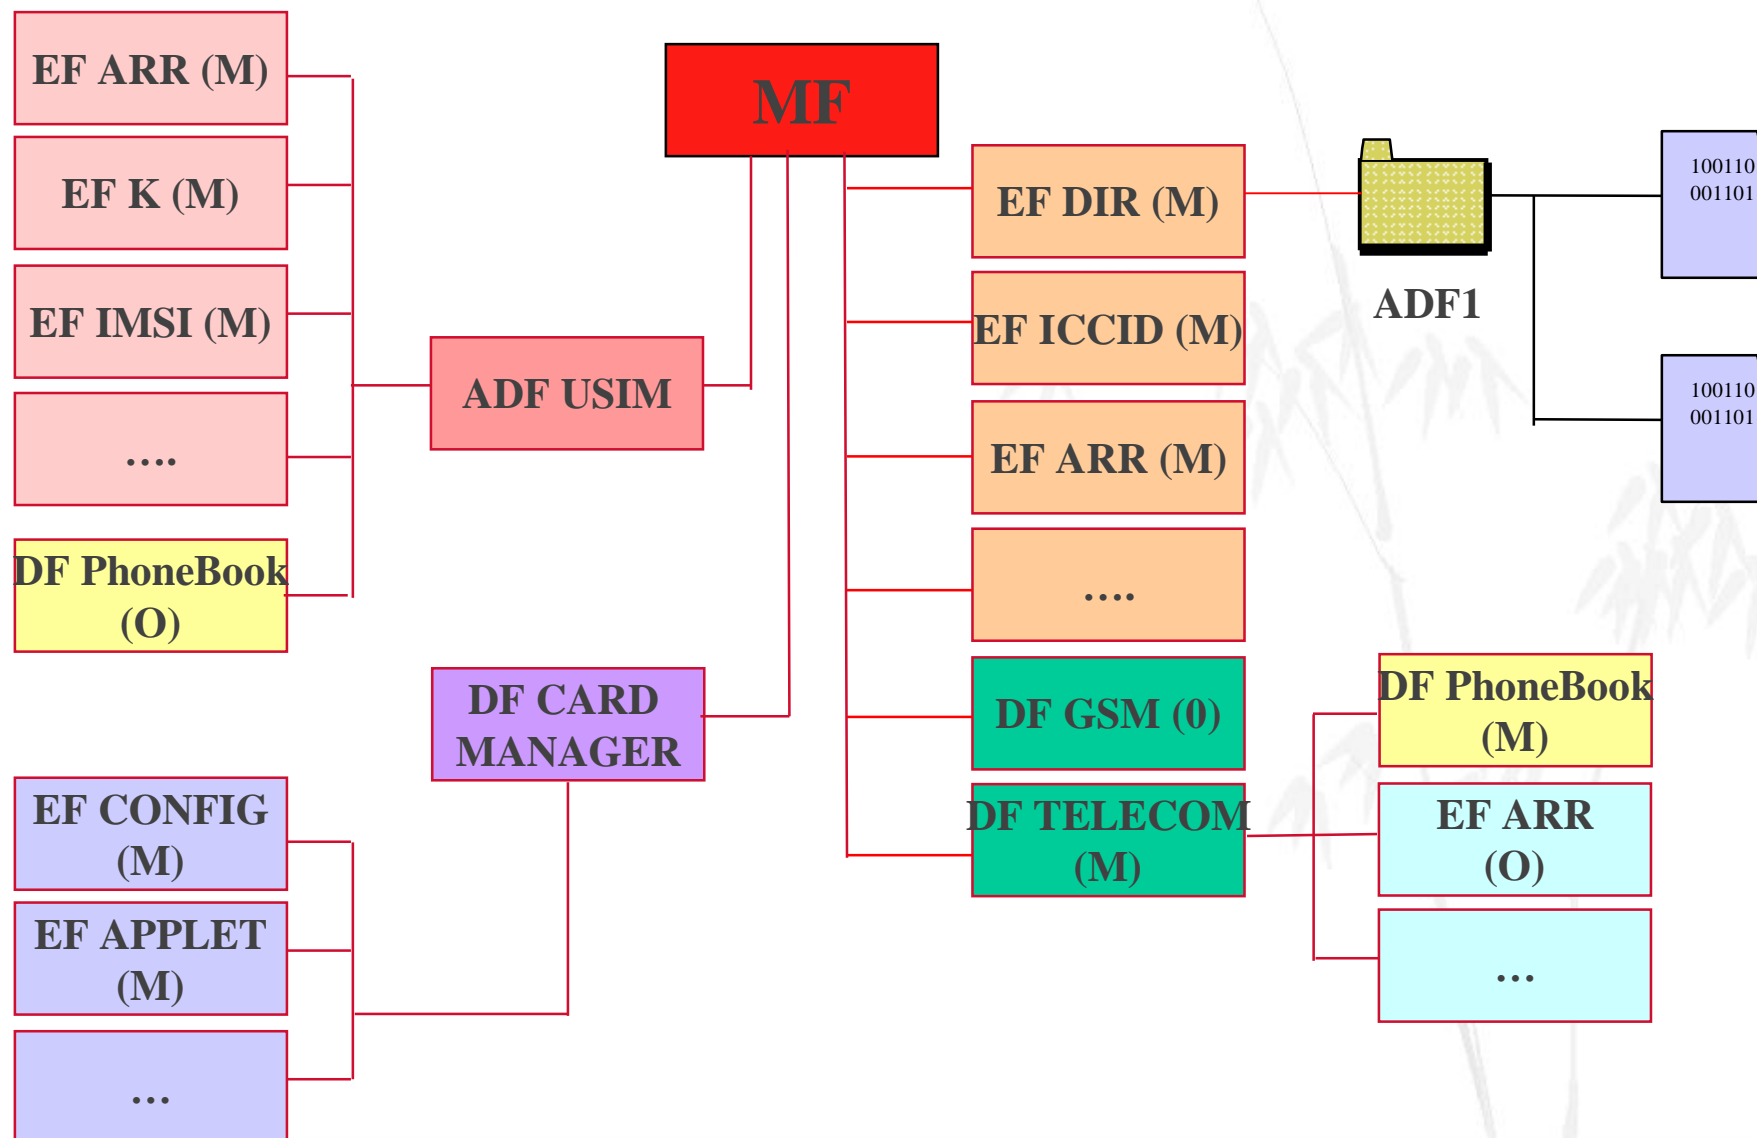 MF
EF ARR (M)
EF K (M)
EF IMSI (M)
....
DF PhoneBook
(O)
ADF USIM
DF CARD
MANAGER
EF CONFIG
(M)
EF APPLET
(M)
...
EF DIR (M)
EF ICCID (M)
EF ARR (M)
....
DF GSM (0)
DF TELECOM
(M)
ADF1
100110
001101
100110
001101
DF PhoneBook
(M)
EF ARR
(O)
...